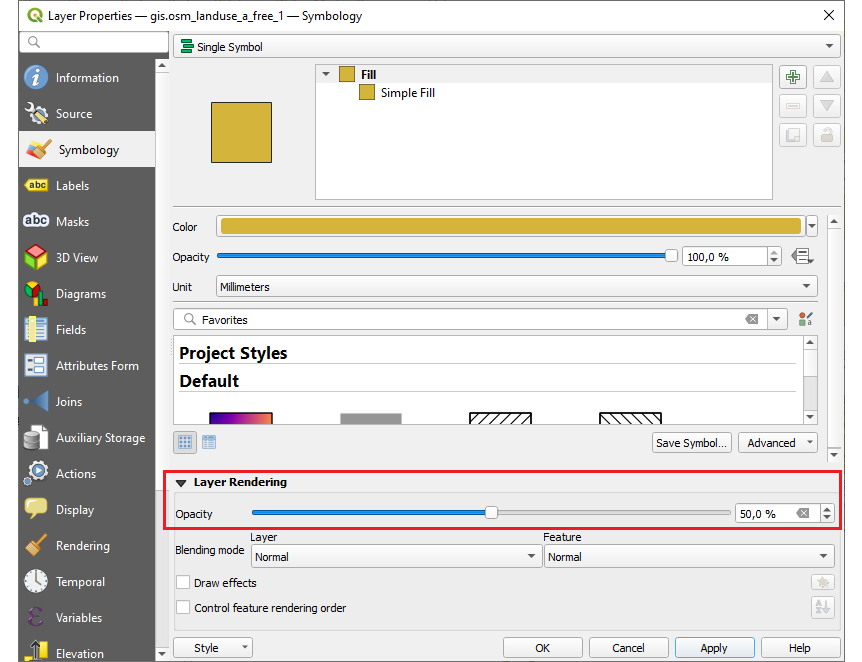 Layer Properties — gis.osm_landuse_a_free_1 — Symbology
Single Symbol
Information
Source
Symbology
Labels
Masks
3D View
Diagrams
Fields
Attributes Form
Joins
Auxiliary Storage
Actions
Display
Rendering
Temporal
Variables
Elevation
Fill
Simple Fill
Color
Opacity
100,0 %
Unit
Millimeters
Favorites
Project Styles
Default
Save Symbol...
Advanced
Layer Rendering
Opacity
50,0 %
Blending mode
Layer
Normal
Feature
Normal
Draw effects
Control feature rendering order
Style
OK
Cancel
Apply
Help